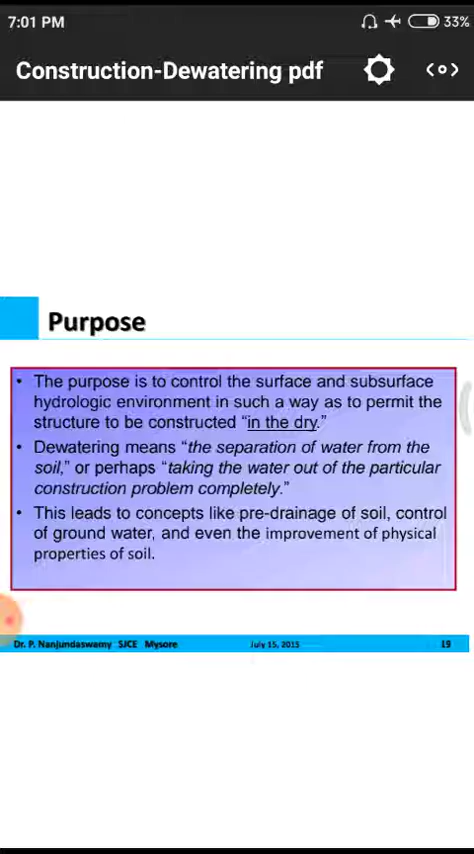 7:01 PM
33%
Construction-Dewatering pdf
Purpose
• The purpose is to control the surface and subsurface
hydrologic environment in such a way as to permit the
structure to be constructed “in the dry.”
• Dewatering means “the separation of water from the
soil,” or perhaps “taking the water out of the particular
construction problem completely.”
• This leads to concepts like pre-drainage of soil, control
of ground water, and even the improvement of physical
properties of soil.
Dr. P. Nanjundaswamy SJCE Mysore July 15, 2015 19